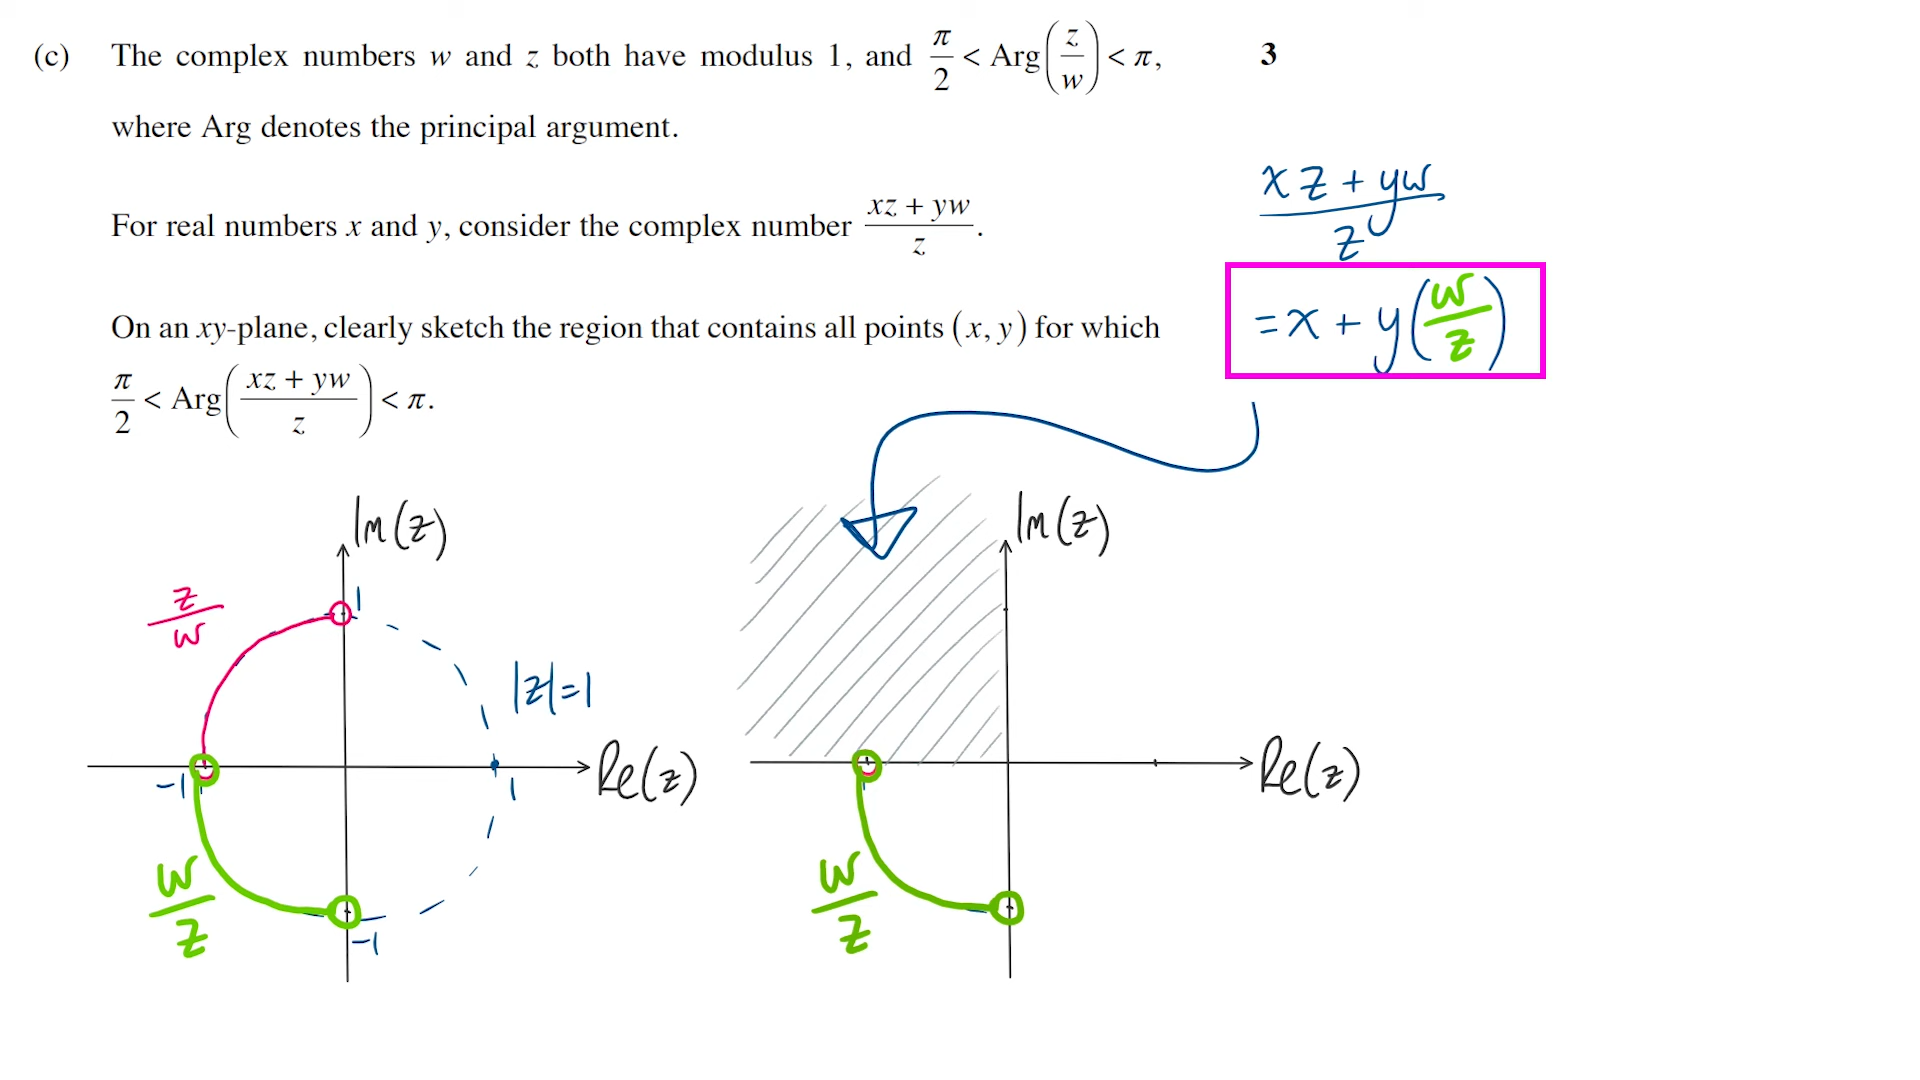 (c) The complex numbers w and z both have modulus 1, and π/2 < Arg(z/w) < π, 3
where Arg denotes the principal argument.
For real numbers x and y, consider the complex number (xz + yw)/z.
On an xy-plane, clearly sketch the region that contains all points (x, y) for which
π/2 < Arg((xz + yw)/z) < π.
(xz + yw)/z
= x + y(w/z)
Im(z)
z/w
1
|z|=1
-1
1
Re(z)
w/z
-1
Im(z)
Re(z)
w/z